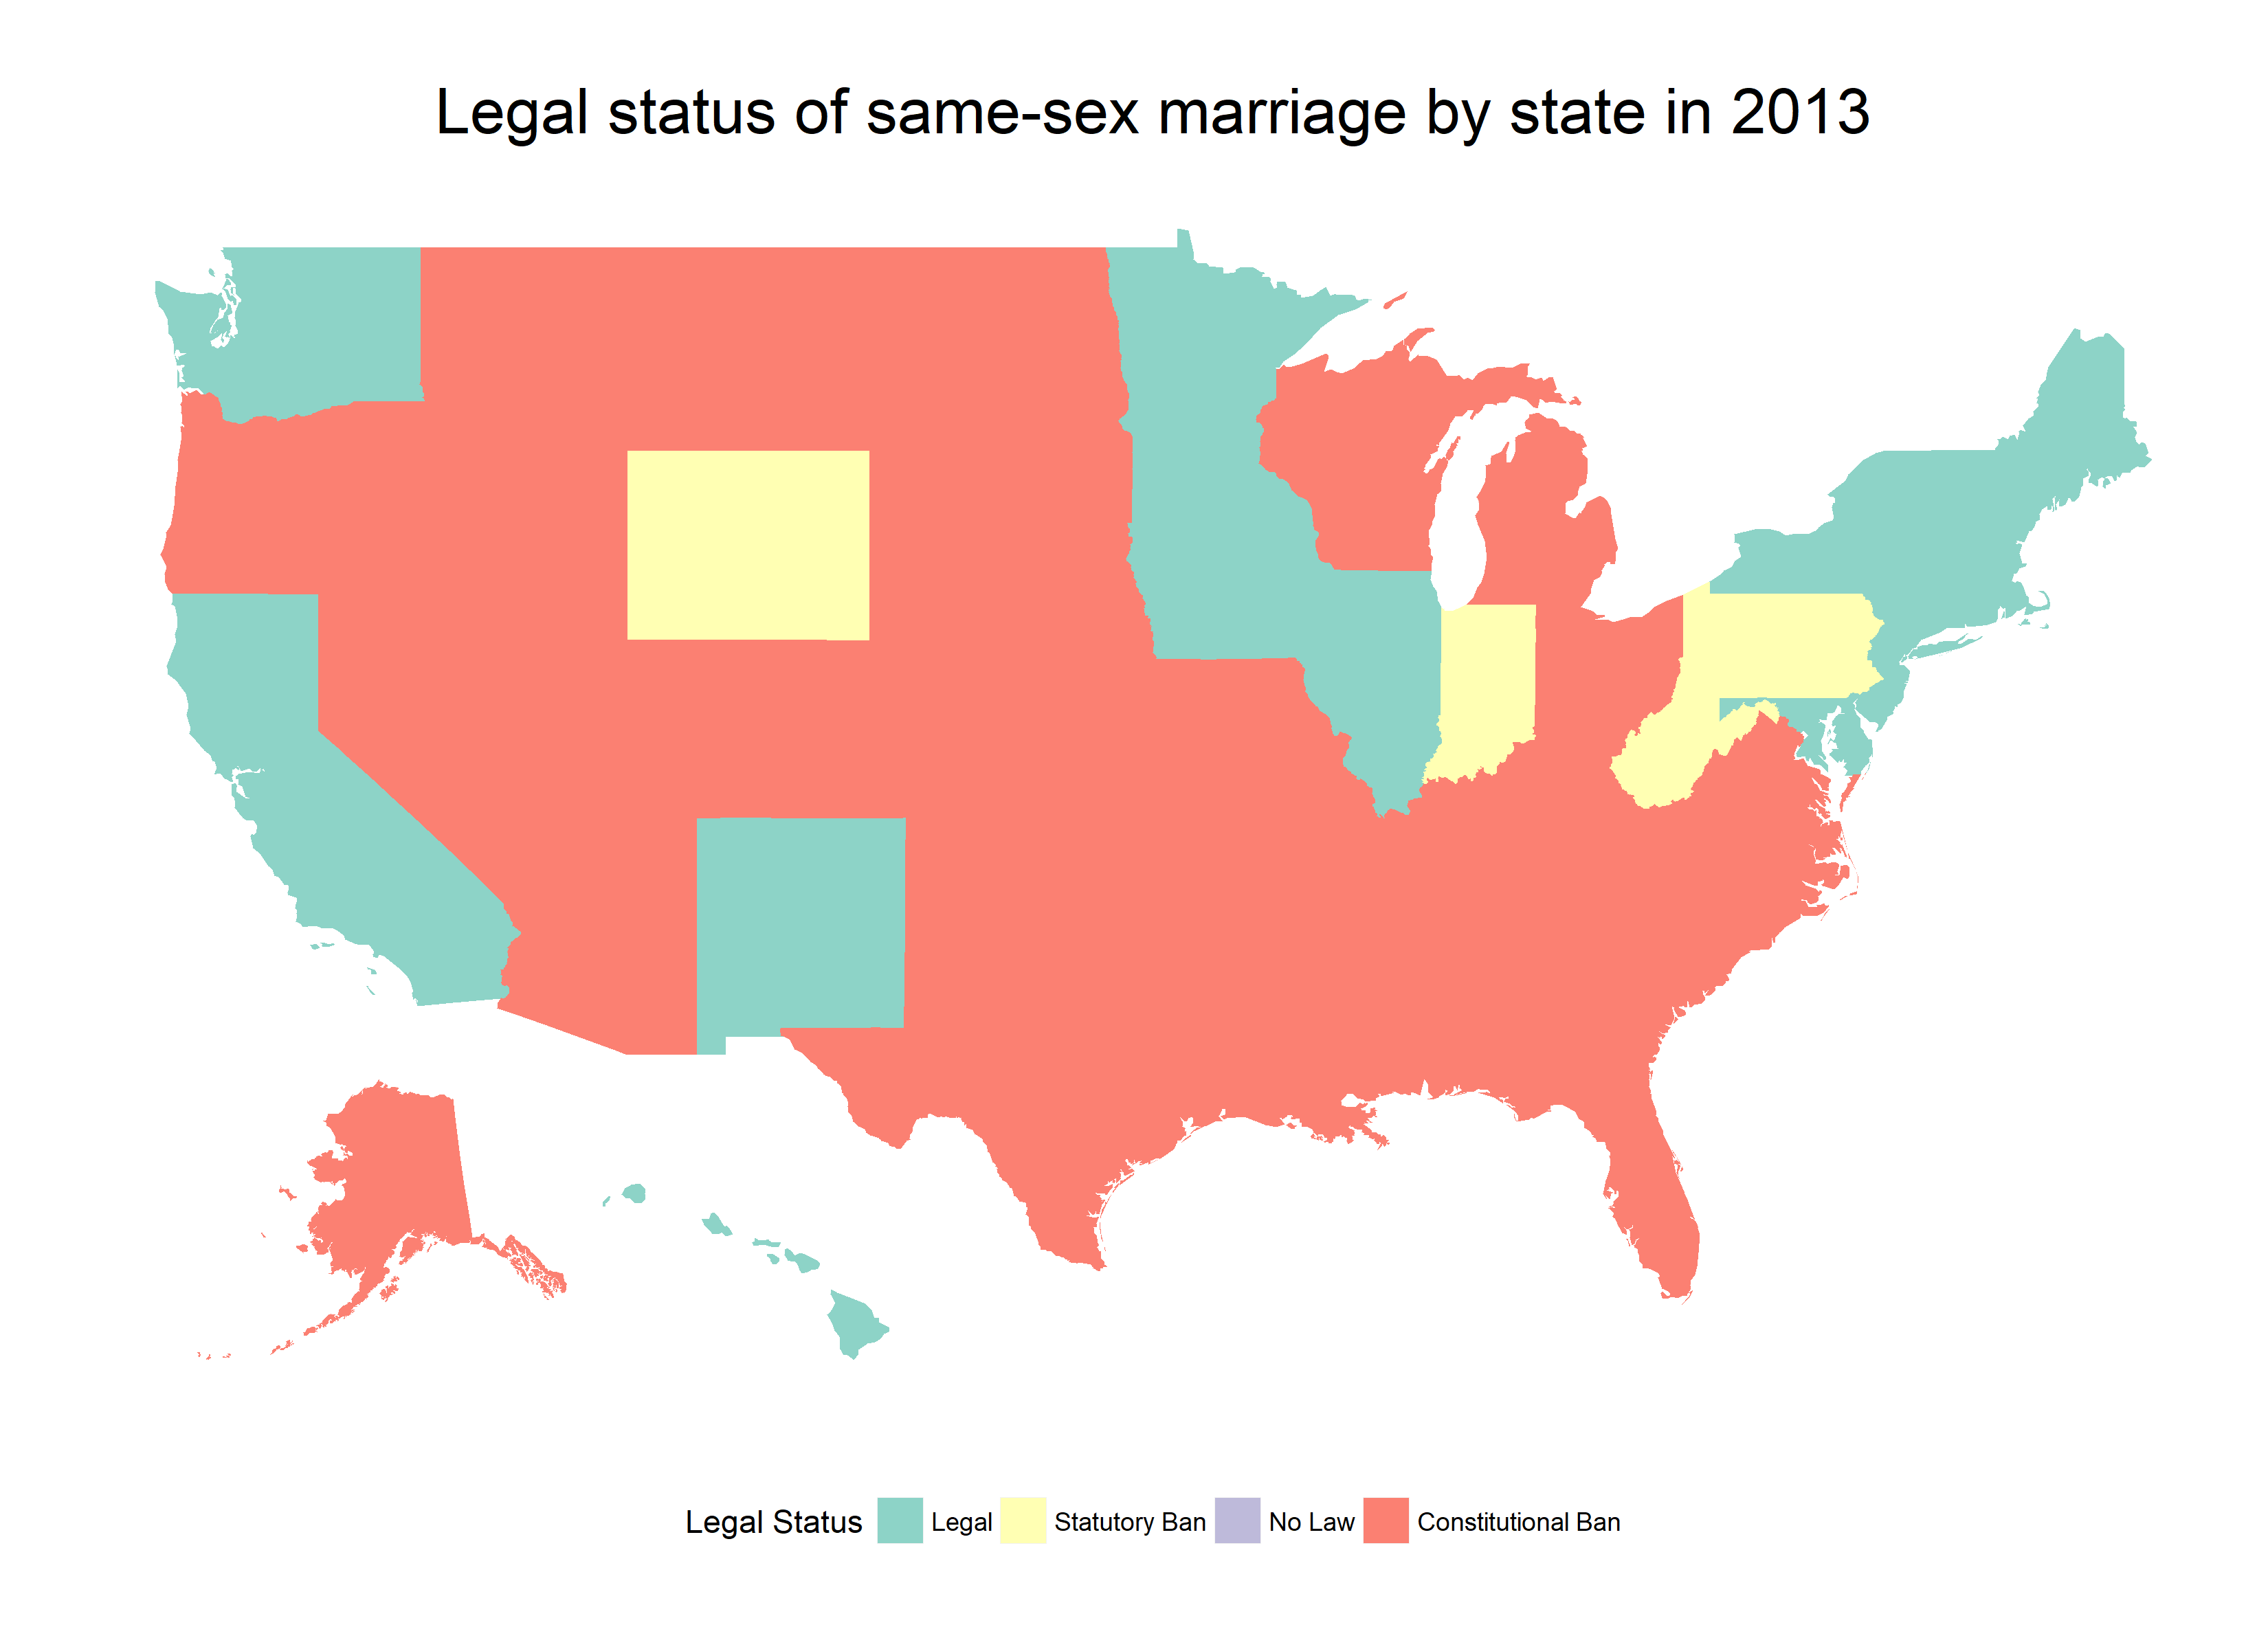 Legal status of same-sex marriage by state in 2013
Legal Status Legal Statutory Ban No Law Constitutional Ban